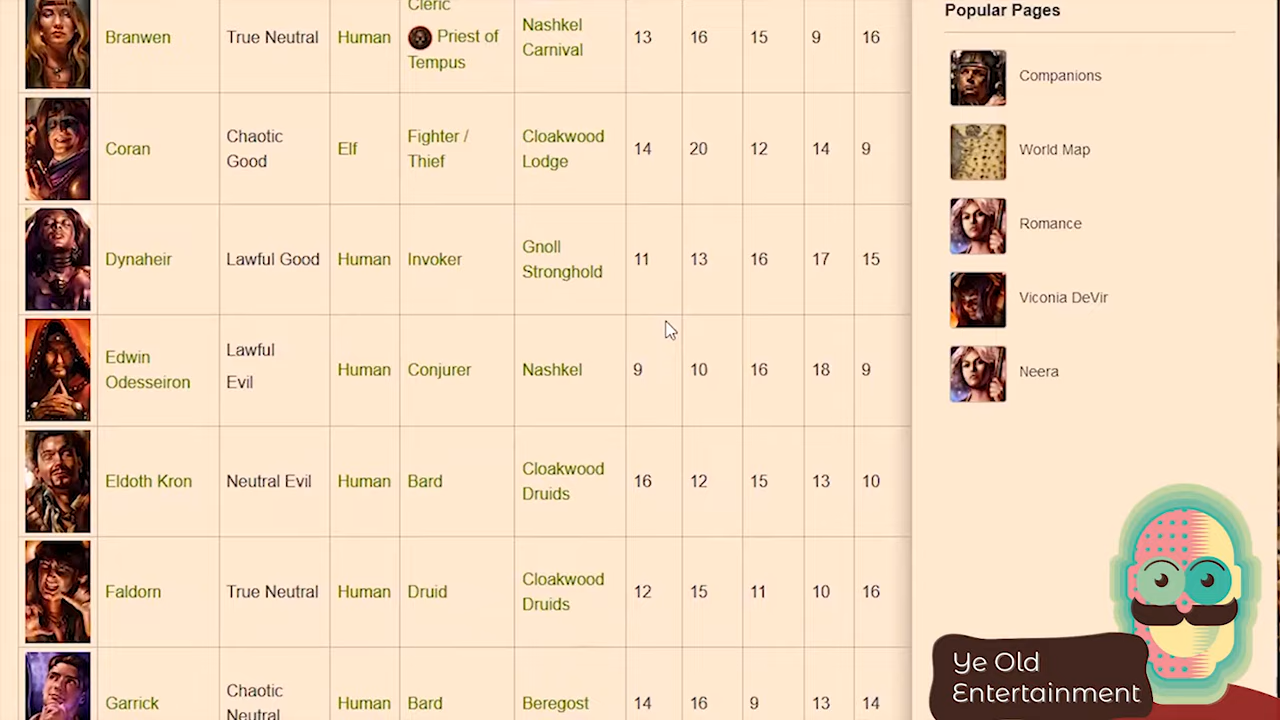 Popular Pages
Cleric
Branwen True Neutral Human Priest of Tempus Nashkel Carnival 13 16 15 9 16
Coran Chaotic Good Elf Fighter / Thief Cloakwood Lodge 14 20 12 14 9
Dynaheir Lawful Good Human Invoker Gnoll Stronghold 11 13 16 17 15
Edwin Odesseiron Lawful Evil Human Conjurer Nashkel 9 10 16 18 9
Eldoth Kron Neutral Evil Human Bard Cloakwood Druids 16 12 15 13 10
Faldorn True Neutral Human Druid Cloakwood Druids 12 15 11 10 16
Garrick Chaotic Neutral Human Bard Beregost 14 16 9 13 14
Companions
World Map
Romance
Viconia DeVir
Neera
Ye Old
Entertainment